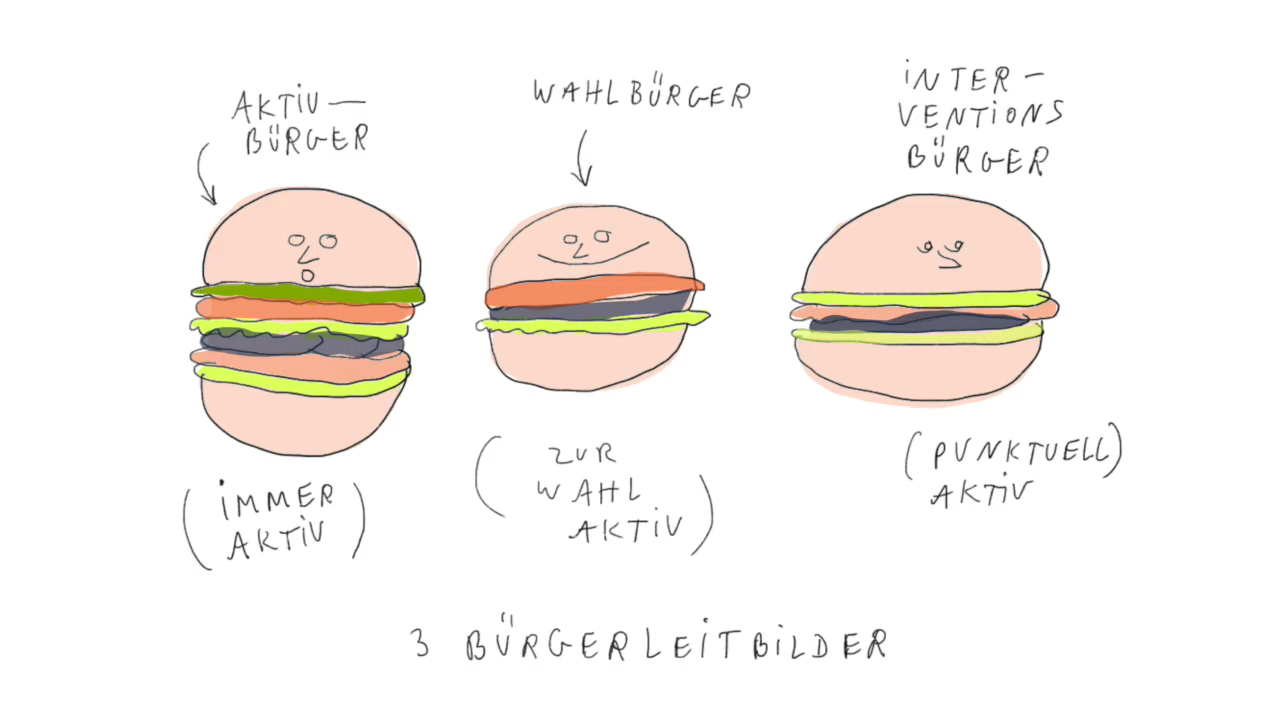 AKTIV—
BÜRGER
WAHLBÜRGER
INTER-
VENTIONS
BÜRGER
(IMMER
AKTIV)
(ZUR
WAHL
AKTIV)
(PUNKTUELL)
AKTIV
3 BÜRGERLEITBILDER